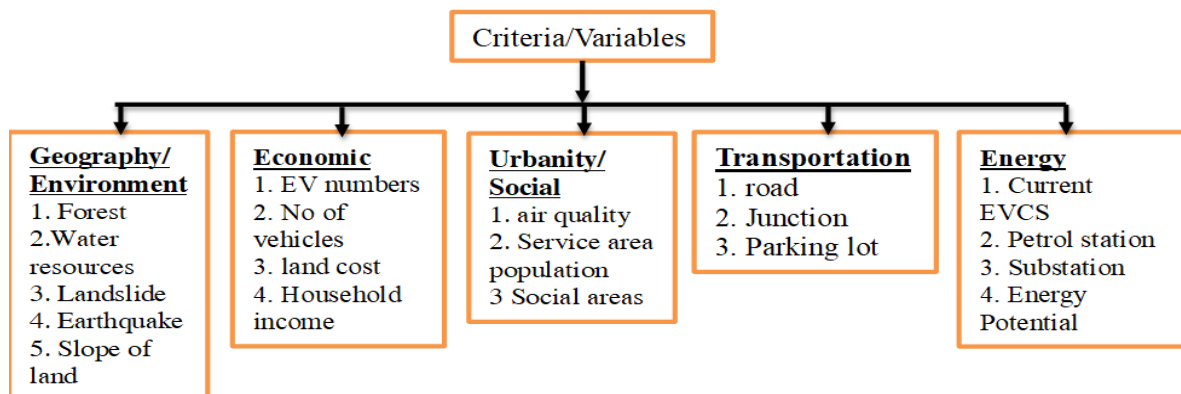 Criteria/Variables
Geography/
Environment
1. Forest
2.Water
resources
3. Landslide
4. Earthquake
5. Slope of
land
Economic
1. EV numbers
2. No of
vehicles
3. land cost
4. Household
income
Urbanity/
Social
1. air quality
2. Service area
population
3 Social areas
Transportation
1. road
2. Junction
3. Parking lot
Energy
1. Current
EVCS
2. Petrol station
3. Substation
4. Energy
Potential